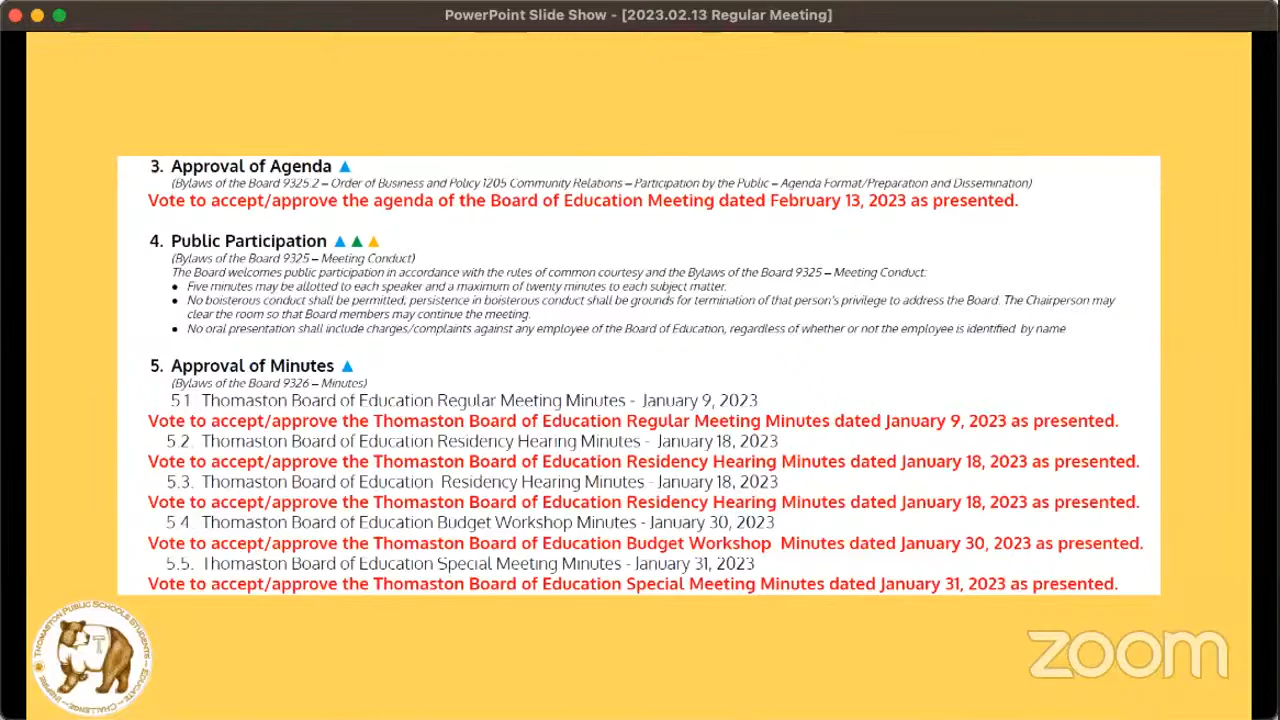 PowerPoint Slide Show - [2023.02.13 Regular Meeting]
3. Approval of Agenda
(Bylaws of the Board 9325.2 – Order of Business and Policy 1205 Community Relations – Participation by the Public – Agenda Format/Preparation and Dissemination)
Vote to accept/approve the agenda of the Board of Education Meeting dated February 13, 2023 as presented.
4. Public Participation
(Bylaws of the Board 9325 – Meeting Conduct)
The Board welcomes public participation in accordance with the rules of common courtesy and the Bylaws of the Board 9325 – Meeting Conduct:
• Five minutes may be allotted to each speaker and a maximum of twenty minutes to each subject matter.
• No boisterous conduct shall be permitted, persistence in boisterous conduct shall be grounds for termination of that person's privilege to address the Board. The Chairperson may
clear the room so that Board members may continue the meeting.
• No oral presentation shall include charges/complaints against any employee of the Board of Education, regardless of whether or not the employee is identified by name
5. Approval of Minutes
(Bylaws of the Board 9326 – Minutes)
5.1 Thomaston Board of Education Regular Meeting Minutes - January 9, 2023
Vote to accept/approve the Thomaston Board of Education Regular Meeting Minutes dated January 9, 2023 as presented.
5.2. Thomaston Board of Education Residency Hearing Minutes - January 18, 2023
Vote to accept/approve the Thomaston Board of Education Residency Hearing Minutes dated January 18, 2023 as presented.
5.3. Thomaston Board of Education Residency Hearing Minutes - January 18, 2023
Vote to accept/approve the Thomaston Board of Education Residency Hearing Minutes dated January 18, 2023 as presented.
5.4 Thomaston Board of Education Budget Workshop Minutes - January 30, 2023
Vote to accept/approve the Thomaston Board of Education Budget Workshop Minutes dated January 30, 2023 as presented.
5.5. Thomaston Board of Education Special Meeting Minutes - January 31, 2023
Vote to accept/approve the Thomaston Board of Education Special Meeting Minutes dated January 31, 2023 as presented.
THOMASTON PUBLIC SCHOOLS STUDENTS
INSPIRE – CHALLENGE – EDUCATE
T
zoom